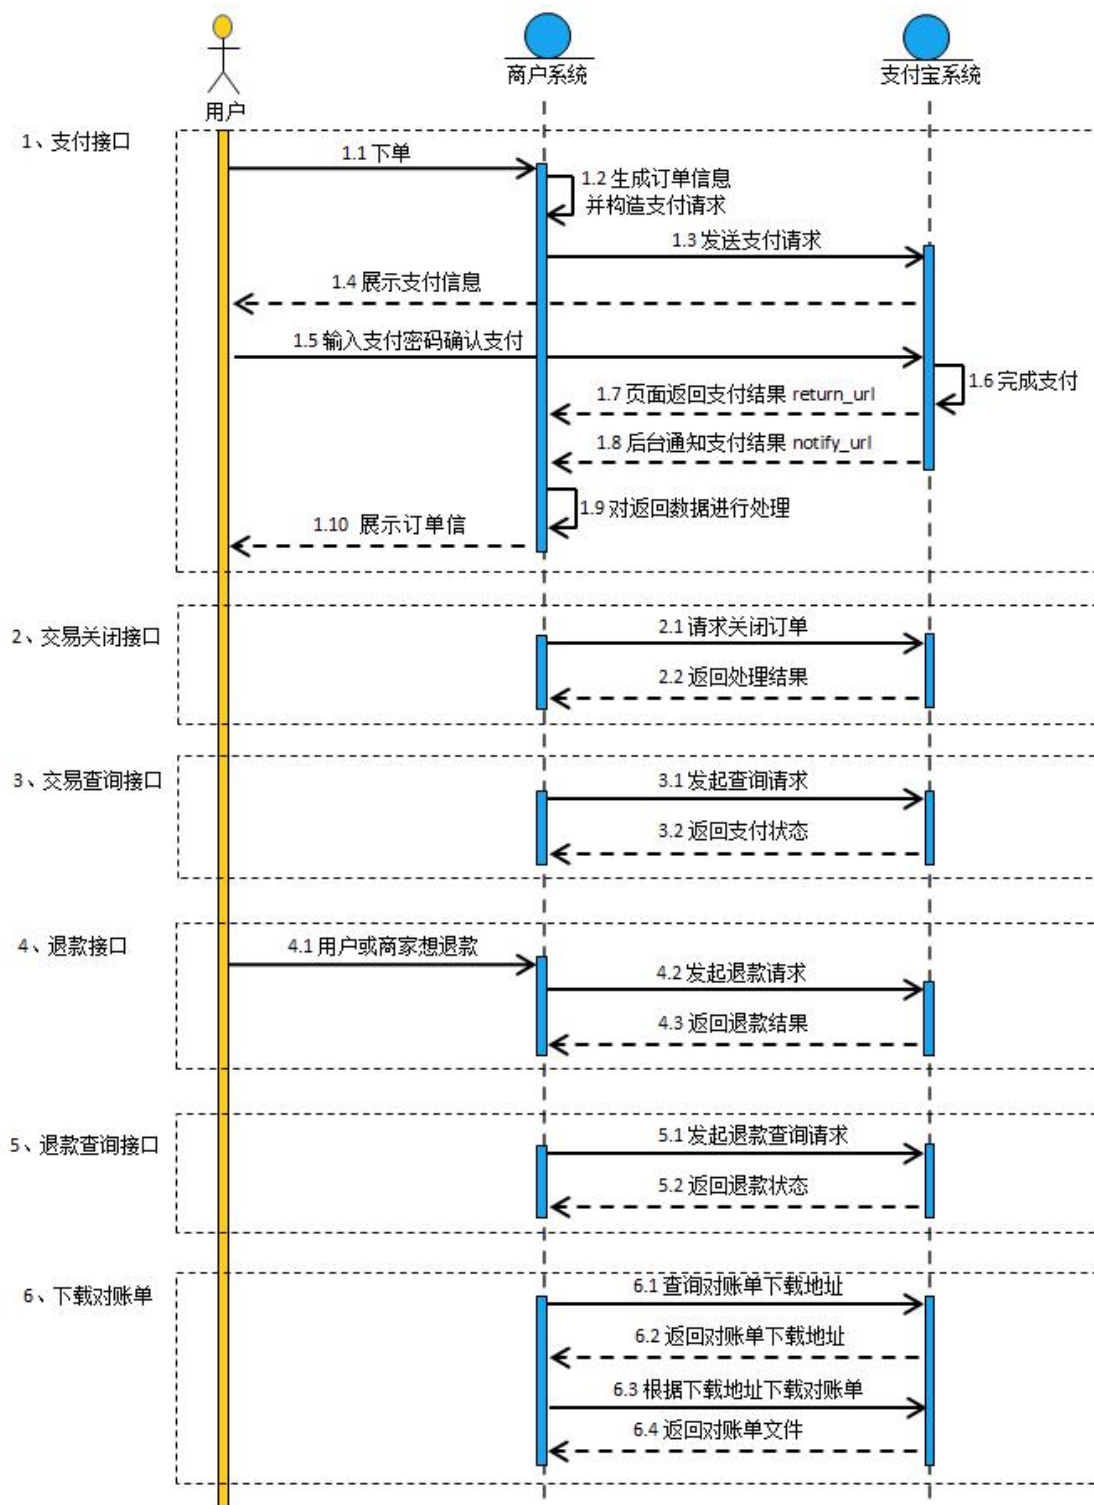 商户系统
支付宝系统
用户
1、支付接口
1.1 下单
1.2 生成订单信息
并构造支付请求
1.3 发送支付请求
1.4 展示支付信息
1.5 输入支付密码确认支付
1.6 完成支付
1.7 页面返回支付结果 return_url
1.8 后台通知支付结果 notify_url
1.9 对返回数据进行处理
1.10 展示订单信
2、交易关闭接口
2.1 请求关闭订单
2.2 返回处理结果
3、交易查询接口
3.1 发起查询请求
3.2 返回支付状态
4、退款接口
4.1 用户或商家想退款
4.2 发起退款请求
4.3 返回退款结果
5、退款查询接口
5.1 发起退款查询请求
5.2 返回退款状态
6、下载对账单
6.1 查询对账单下载地址
6.2 返回对账单下载地址
6.3 根据下载地址下载对账单
6.4 返回对账单文件